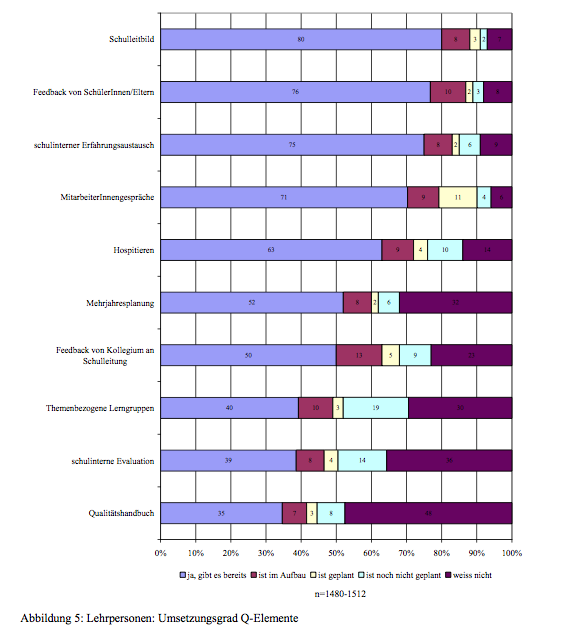 Schulleitbild 80 8 3 2 7
Feedback von SchülerInnen/Eltern 76 10 2 3 8
schulinterner Erfahrungsaustausch 75 8 2 6 9
MitarbeiterInnengespräche 71 9 11 4
Hospitieren 63 9 4 10
Mehrjahresplanung 52 8 2 6 32
Feedback von Kollegium an
Schulleitung
50 13 5 9 23
Themenbezogene Lerngruppen 40 10 3 19
schulinterne Evaluation 39 8 4 14 36
Qualitätshandbuch 35 7 3 8 48
0% 10% 20% 30% 40% 50% 60% 70% 80% 90% 100%
ja, gibt es bereits ist im Aufbau ist geplant ist noch nicht geplant weiss nicht
n=1480-1512
Abbildung 5: Lehrpersonen: Umsetzungsgrad Q-Elemente